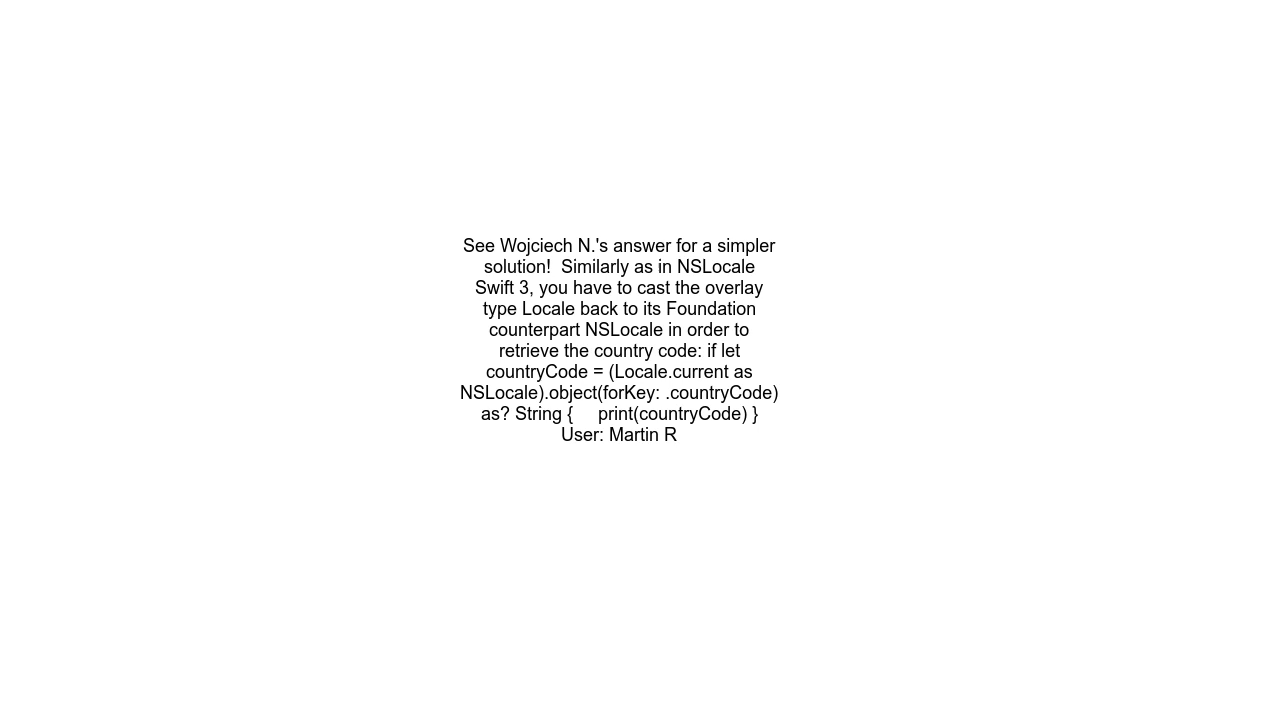 See Wojciech N.'s answer for a simpler
solution!  Similarly as in NSLocale
Swift 3, you have to cast the overlay
type Locale back to its Foundation
counterpart NSLocale in order to
retrieve the country code: if let
countryCode = (Locale.current as
NSLocale).object(forKey: .countryCode)
as? String {     print(countryCode) }
User: Martin R